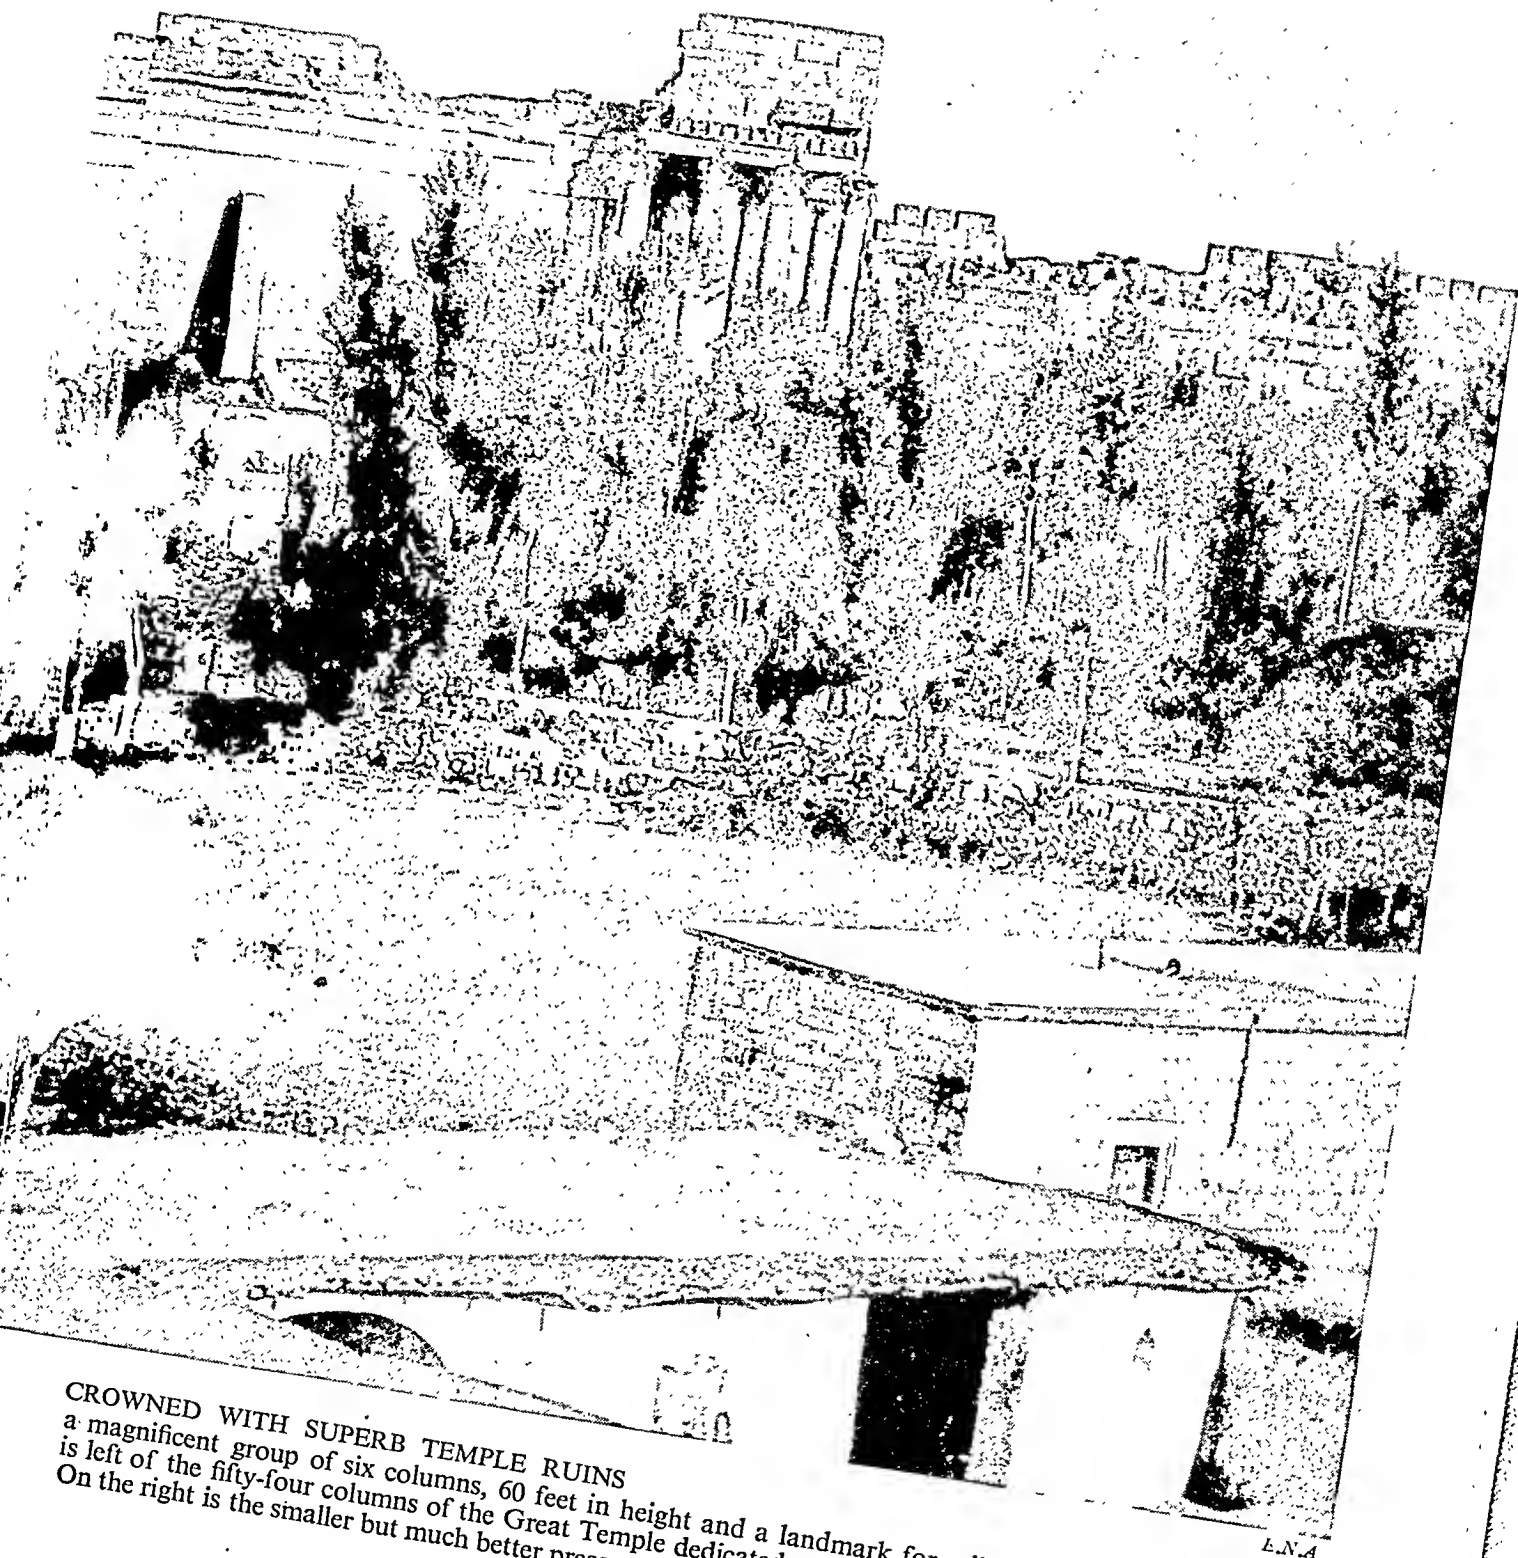 E.N.A
CROWNED WITH SUPERB TEMPLE RUINS
a magnificent group of six columns, 60 feet in height and a landmark for
is left of the fifty-four columns of the Great Temple
On the right is the smaller but much better